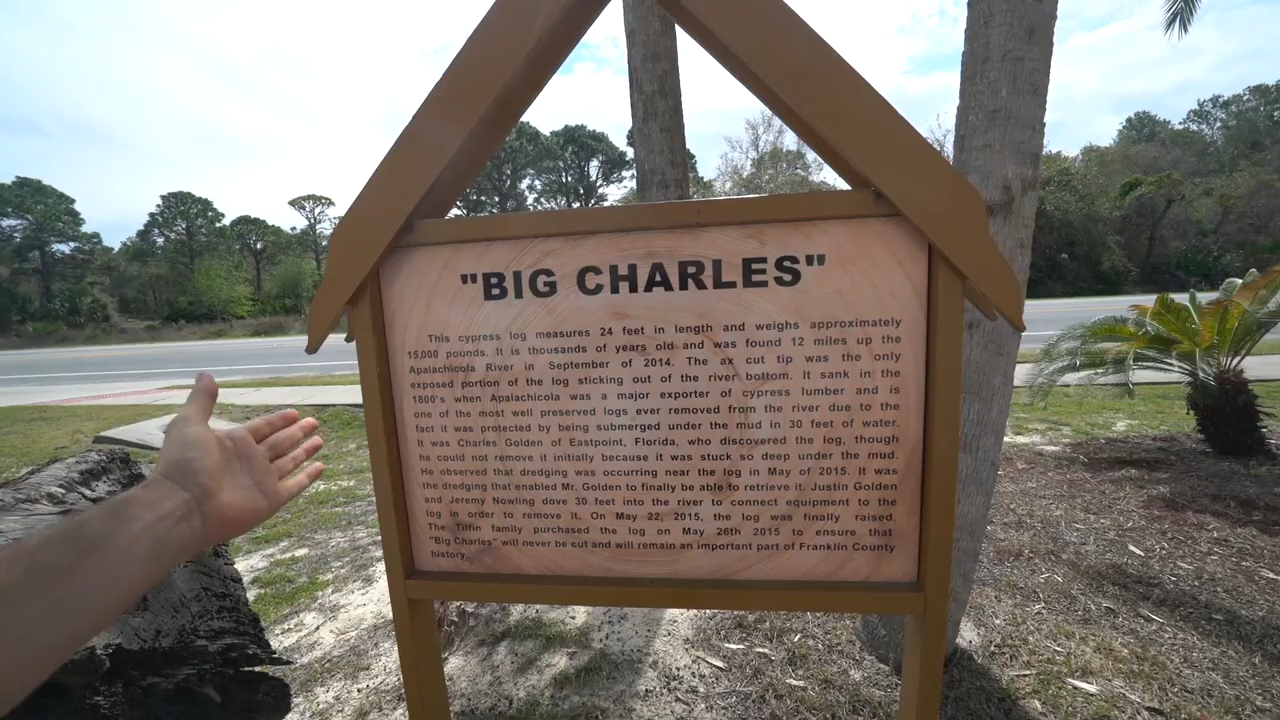 "BIG CHARLES"
This cypress log measures 24 feet in length and weighs approximately
15,000 pounds. It is thousands of years old and was found 12 miles up the
Apalachicola River in September of 2014. The ax cut tip was the only
exposed portion of the log sticking out of the river bottom. It sank in the
1800's when Apalachicola was a major exporter of cypress lumber and is
one of the most well preserved logs ever removed from the river due to the
fact it was protected by being submerged under the mud in 30 feet of water.
It was Charles Golden of Eastpoint, Florida, who discovered the log, though
he could not remove it initially because it was stuck so deep under the mud.
He observed that dredging was occurring near the log in May of 2015. It was
the dredging that enabled Mr. Golden to finally be able to retrieve it. Justin Golden
and Jeremy Nowling dove 30 feet into the river to connect equipment to the
log in order to remove it. On May 22, 2015, the log was finally raised.
The Tiffin family purchased the log on May 26th 2015 to ensure that
"Big Charles" will never be cut and will remain an important part of Franklin County
history.